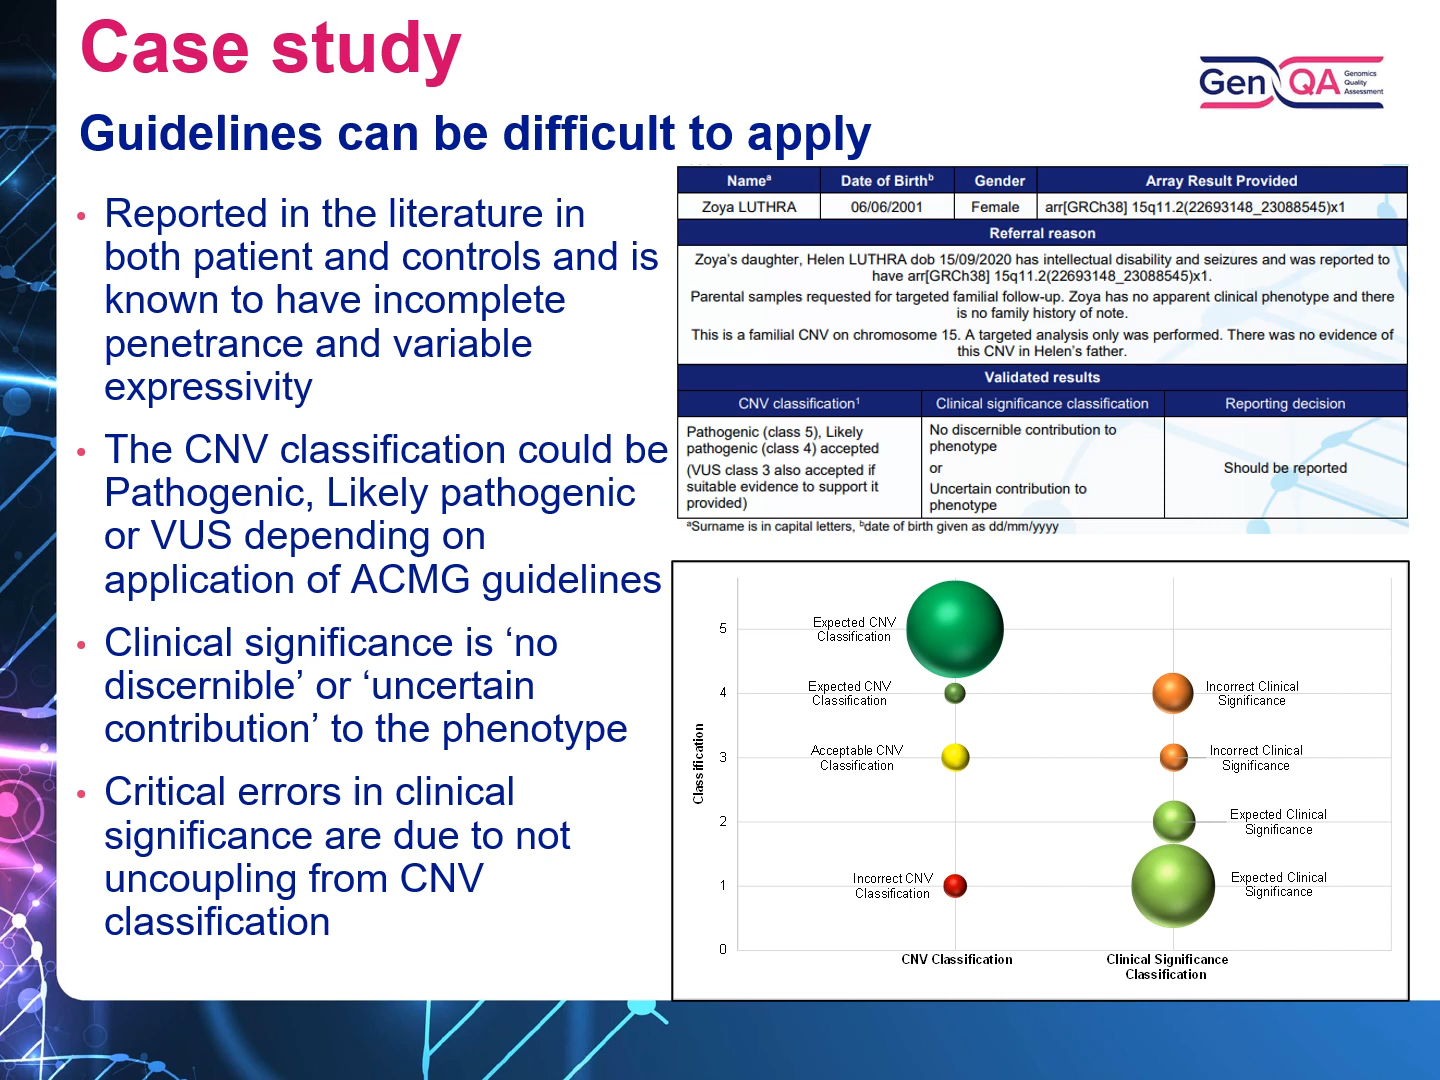 Case study
Gen QA Genomics
Quality
Assessment
Guidelines can be difficult to apply
• Reported in the literature in
both patient and controls and is
known to have incomplete
penetrance and variable
expressivity
• The CNV classification could be
Pathogenic, Likely pathogenic
or VUS depending on
application of ACMG guidelines
• Clinical significance is ‘no
discernible’ or ‘uncertain
contribution’ to the phenotype
• Critical errors in clinical
significance are due to not
uncoupling from CNV
classification
Nameᵃ Date of Birthᵇ Gender Array Result Provided
Zoya LUTHRA 06/06/2001 Female arr[GRCh38] 15q11.2(22693148_23088545)x1
Referral reason
Zoya’s daughter, Helen LUTHRA dob 15/09/2020 has intellectual disability and seizures and was reported to
have arr[GRCh38] 15q11.2(22693148_23088545)x1.
Parental samples requested for targeted familial follow-up. Zoya has no apparent clinical phenotype and there
is no family history of note.
This is a familial CNV on chromosome 15. A targeted analysis only was performed. There was no evidence of
this CNV in Helen’s father.
Validated results
CNV classification¹ Clinical significance classification Reporting decision
Pathogenic (class 5), Likely
pathogenic (class 4) accepted
(VUS class 3 also accepted if
suitable evidence to support it
provided)
No discernible contribution to
phenotype
or
Uncertain contribution to
phenotype
Should be reported
ᵃSurname is in capital letters, ᵇdate of birth given as dd/mm/yyyy
Classification
5
4
3
2
1
0
Expected CNV
Classification
Expected CNV
Classification
Acceptable CNV
Classification
Incorrect CNV
Classification
Incorrect Clinical
Significance
Incorrect Clinical
Significance
Expected Clinical
Significance
Expected Clinical
Significance
CNV Classification
Clinical Significance
Classification